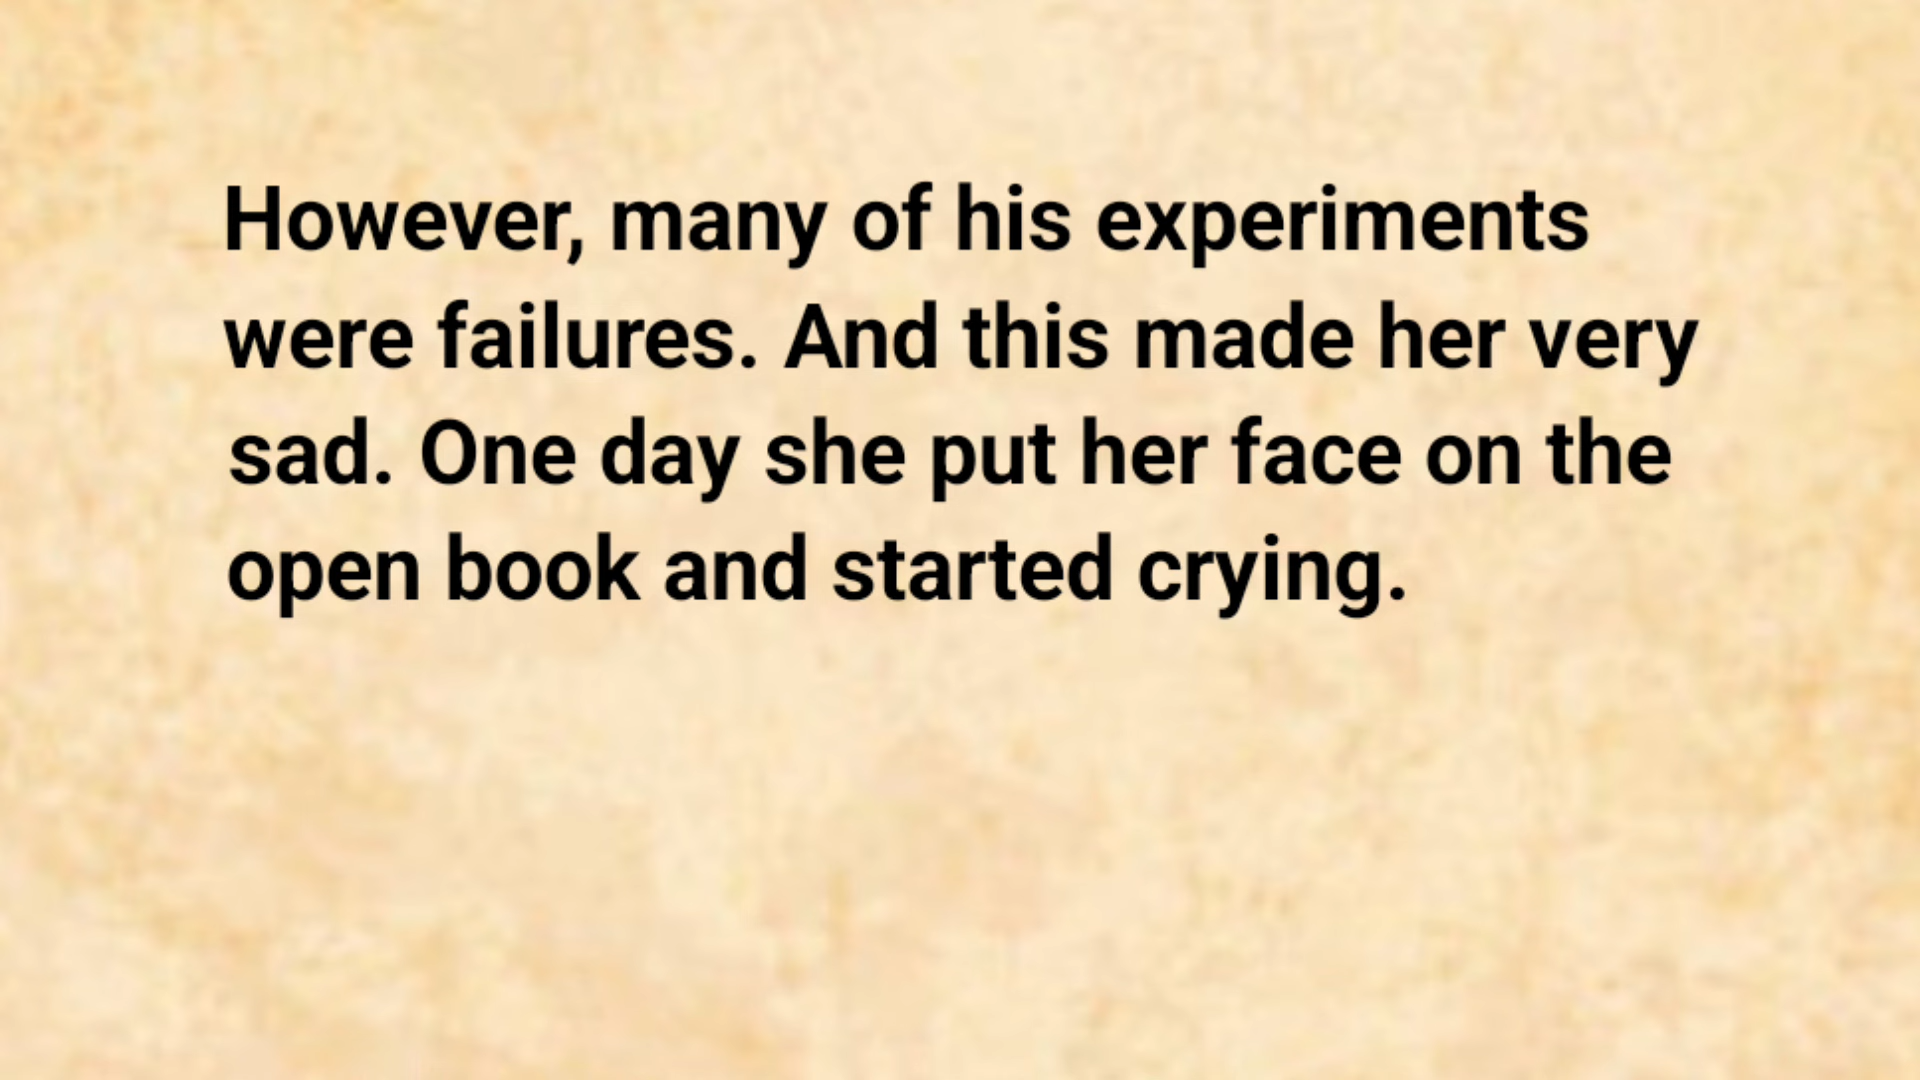 However, many of his experiments
were failures. And this made her very
sad. One day she put her face on the
open book and started crying.